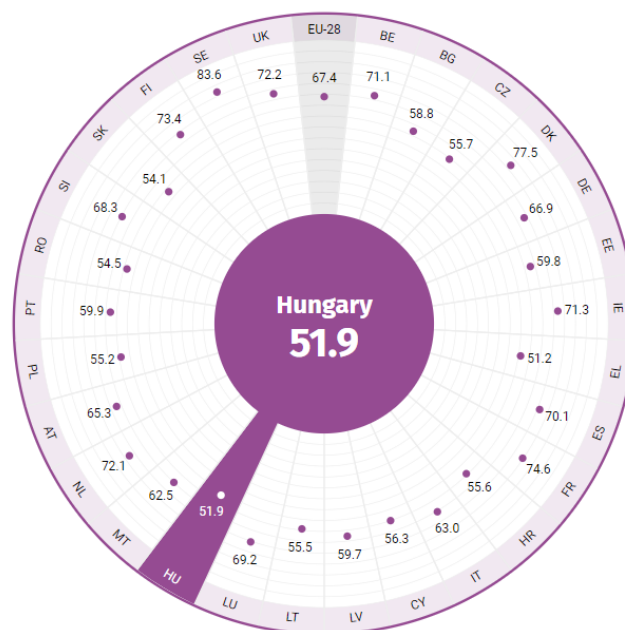 EU-28
67.4
BE
71.1
BG
58.8
CZ
55.7
DK
77.5
DE
66.9
EE
59.8
IE
71.3
EL
51.2
ES
70.1
FR
74.6
HR
55.6
IT
63.0
CY
56.3
LV
59.7
LT
55.5
LU
69.2
HU
51.9
MT
62.5
NL
72.1
AT
65.3
PL
55.2
PT
59.9
RO
54.5
SI
68.3
SK
54.1
FI
73.4
SE
83.6
UK
72.2
Hungary
51.9